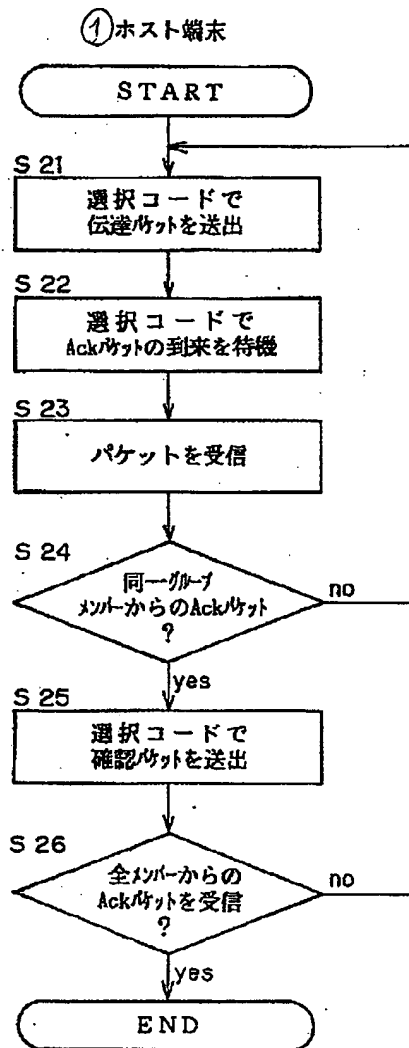 ①ホスト端末
START
S 21
選択コードで
伝達パケットを送出
S 22
選択コードで
Ackパケットの到来を待機
S 23
パケットを受信
S 24
同一グループ
メンバーからのAckパケット
?
no
yes
S 25
選択コードで
確認パケットを送出
S 26
全メンバーからの
Ackパケットを受信
?
no
yes
END